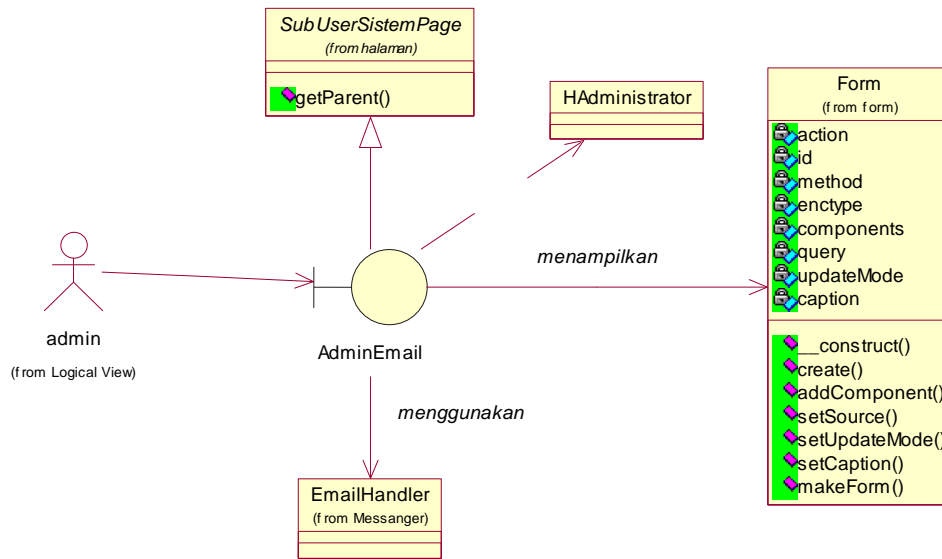 SubUserSistemPage
(from halaman)
getParent()
HAdministrator
Form
(from form)
action
id
method
enctype
components
query
updateMode
caption
__construct()
create()
addComponent()
setSource()
setUpdateMode()
setCaption()
makeForm()
menampilkan
admin
(from Logical View)
AdminEmail
menggunakan
EmailHandler
(from Messanger)